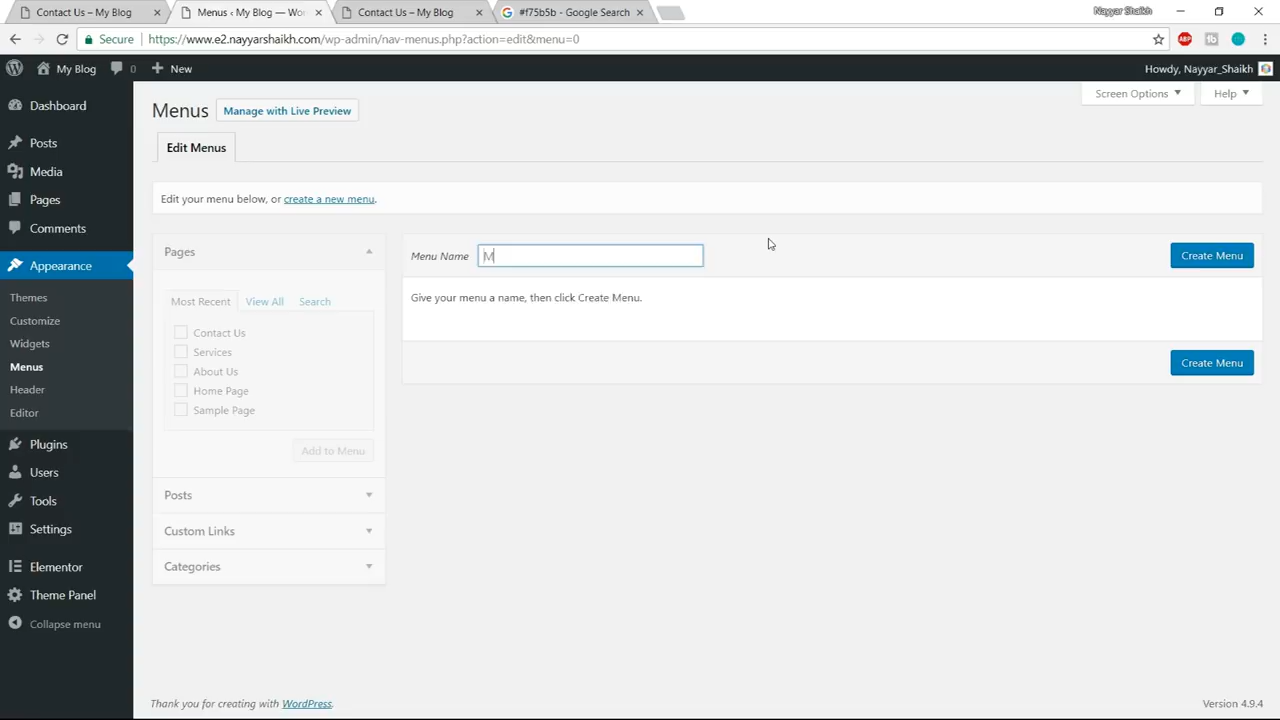 Contact Us – My Blog
Menus ‹ My Blog — Wor
Contact Us – My Blog
#f75b5b - Google Search
Nayyar Shaikh
Secure
https://www.e2.nayyarshaikh.com/wp-admin/nav-menus.php?action=edit&menu=0
ABP
My Blog
0
New
Howdy, Nayyar_Shaikh
Dashboard
Posts
Media
Pages
Comments
Appearance
Themes
Customize
Widgets
Menus
Header
Editor
Plugins
Users
Tools
Settings
Elementor
Theme Panel
Collapse menu
Menus
Manage with Live Preview
Screen Options
Help
Edit Menus
Edit your menu below, or create a new menu.
Pages
Most Recent
View All
Search
Contact Us
Services
About Us
Home Page
Sample Page
Add to Menu
Posts
Custom Links
Categories
Menu Name
M
Create Menu
Give your menu a name, then click Create Menu.
Create Menu
Thank you for creating with WordPress.
Version 4.9.4